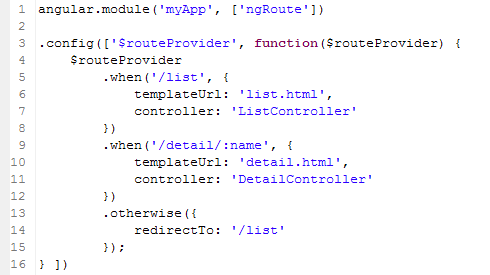 1 angular.module('myApp', ['ngRoute'])
2
3 .config(['$routeProvider', function($routeProvider) {
4     $routeProvider
5         .when('/list', {
6             templateUrl: 'list.html',
7             controller: 'ListController'
8         })
9         .when('/detail/:name', {
10             templateUrl: 'detail.html',
11             controller: 'DetailController'
12         })
13         .otherwise({
14             redirectTo: '/list'
15         });
16 } ])